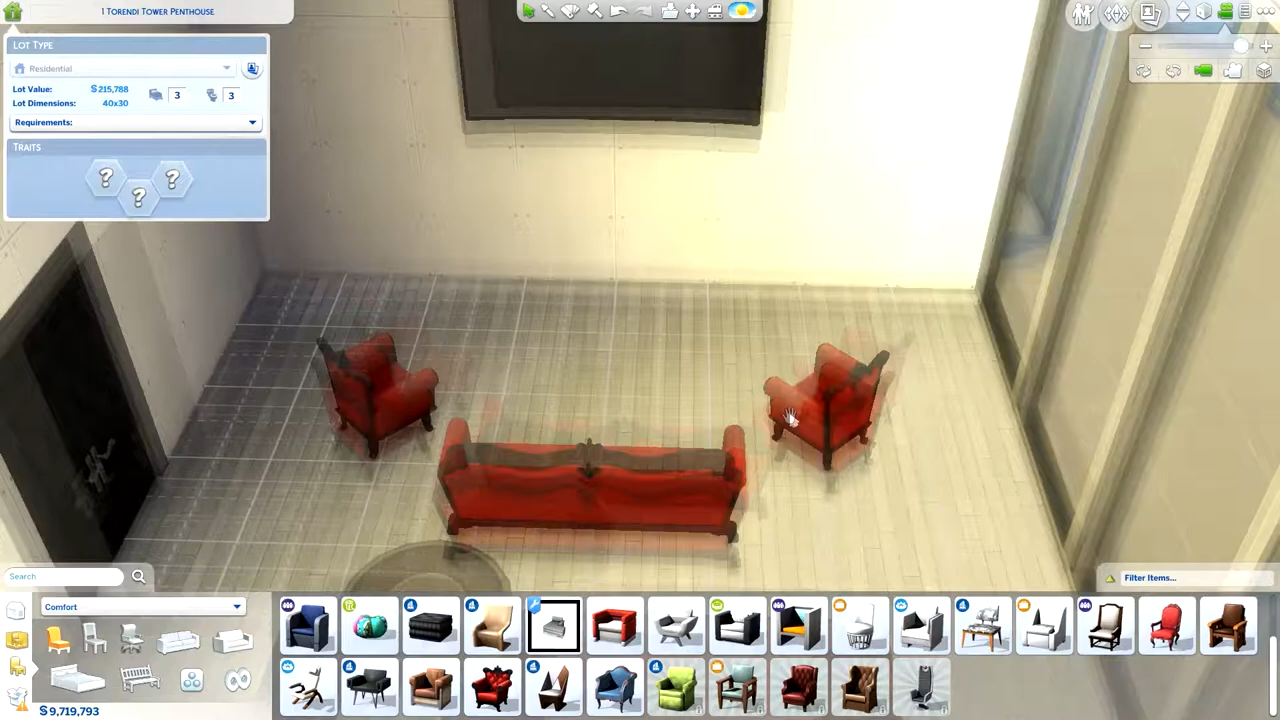 1 Torendi Tower Penthouse
Lot Type
Residential
Lot Value: §215,788 3 3
Lot Dimensions: 40x30
Requirements:
Traits
? ? ?
Search
Filter Items...
Comfort
§9,719,793